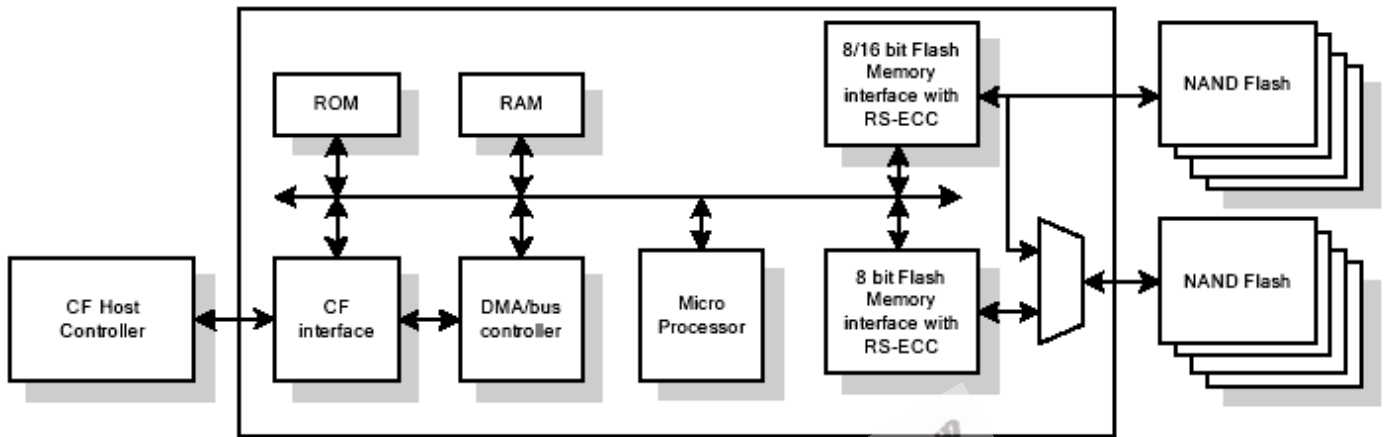 ROM
RAM
8/16 bit Flash
Memory
interface with
RS-ECC
NAND Flash
CF Host
Controller
CF
interface
DMA/bus
controller
Micro
Processor
8 bit Flash
Memory
interface with
RS-ECC
NAND Flash